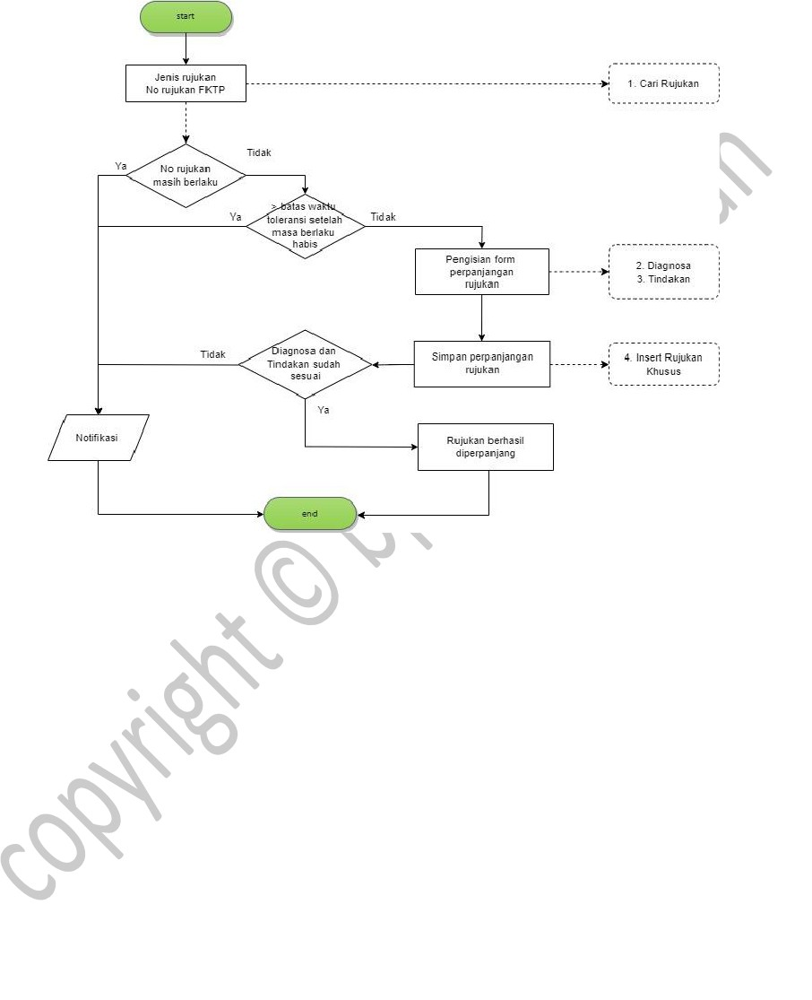 start
Jenis rujukan
No rujukan FKTP
1. Cari Rujukan
Ya
No rujukan
masih berlaku
Tidak
Ya
> batas waktu
toleransi setelah
masa berlaku
habis
Tidak
Pengisian form
perpanjangan
rujukan
2. Diagnosa
3. Tindakan
Tidak
Diagnosa dan
Tindakan sudah
sesuai
Simpan perpanjangan
rujukan
4. Insert Rujukan
Khusus
Ya
Notifikasi
Rujukan berhasil
diperpanjang
end
copyright ©